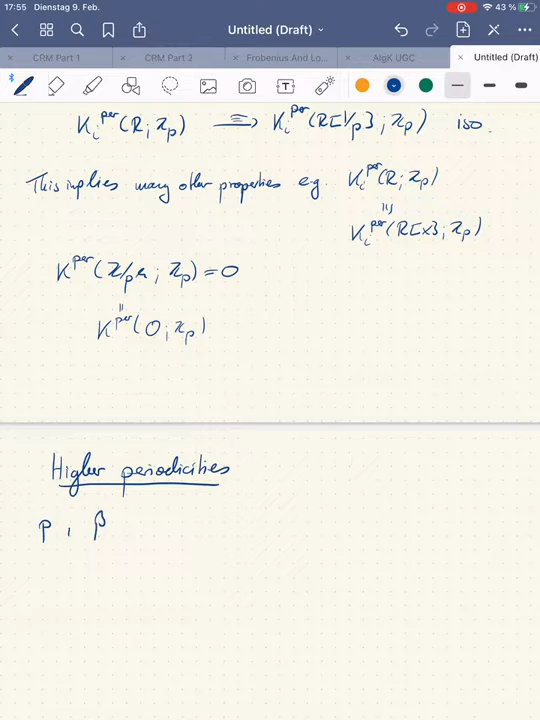 17:55 Dienstag 9. Feb.
43 %
Untitled (Draft)
CRM Part 1
CRM Part 2
Frobenius And Lo...
AlgK UGC
Untitled (Draft)
K_i^per (R; ℤ_p) ≅→ K_i^per (R[1/p]; ℤ_p) iso.
This implies many other properties e.g. K_i^per (R; ℤ_p)
||
K_i^per (R[x]; ℤ_p)
K^per (ℤ/p^k ; ℤ_p) = 0
||
K^per (0; ℤ_p)
Higher periodicities
p , β